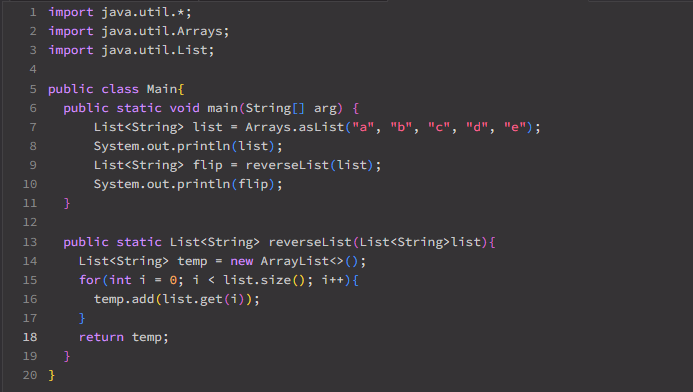 1 import java.util.*;
2 import java.util.Arrays;
3 import java.util.List;
4
5 public class Main{
6   public static void main(String[] arg) {
7       List<String> list = Arrays.asList("a", "b", "c", "d", "e");
8       System.out.println(list);
9       List<String> flip = reverseList(list);
10       System.out.println(flip);
11   }
12
13   public static List<String> reverseList(List<String>list){
14     List<String> temp = new ArrayList<>();
15     for(int i = 0; i < list.size(); i++){
16       temp.add(list.get(i));
17     }
18     return temp;
19   }
20 }